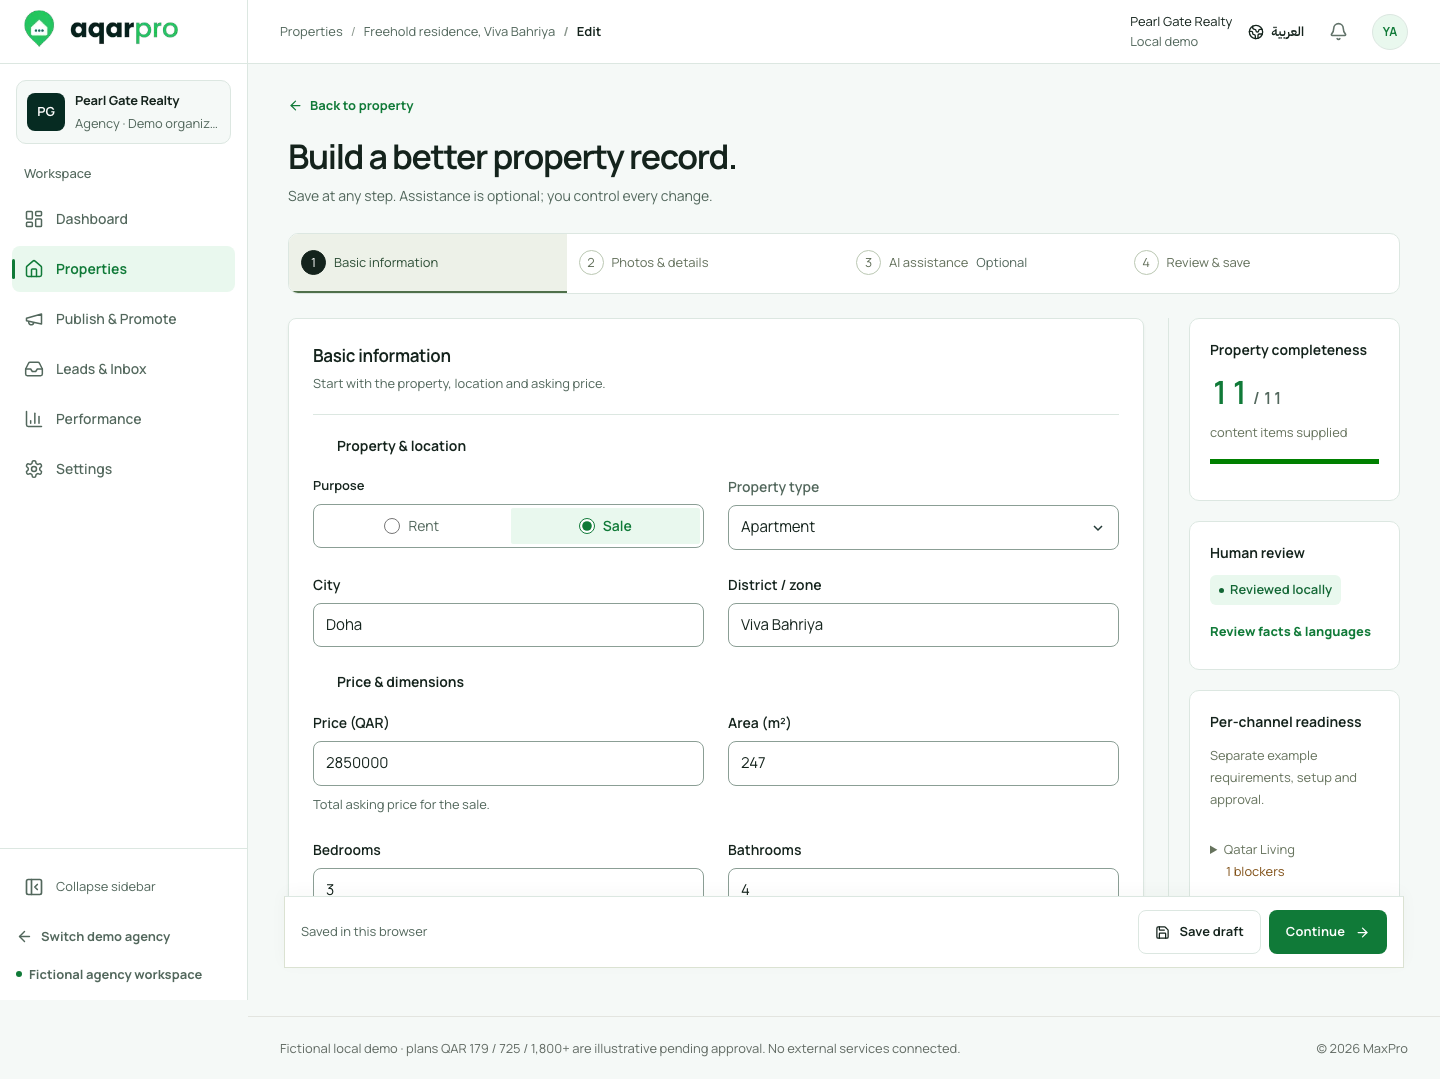 aqarpro
Properties / Freehold residence, Viva Bahriya / Edit
Pearl Gate Realty
Local demo
العربية
YA
PG
Pearl Gate Realty
Agency · Demo organiz...
Workspace
Dashboard
Properties
Publish & Promote
Leads & Inbox
Performance
Settings
Collapse sidebar
Switch demo agency
Fictional agency workspace
Back to property
Build a better property record.
Save at any step. Assistance is optional; you control every change.
1 Basic information
2 Photos & details
3 AI assistance Optional
4 Review & save
Basic information
Start with the property, location and asking price.
Property & location
Purpose
Rent
Sale
Property type
Apartment
City
Doha
District / zone
Viva Bahriya
Price & dimensions
Price (QAR)
2850000
Total asking price for the sale.
Area (m²)
247
Bedrooms
3
Bathrooms
4
Property completeness
11 / 11
content items supplied
Human review
Reviewed locally
Review facts & languages
Per-channel readiness
Separate example
requirements, setup and
approval.
Qatar Living
1 blockers
Saved in this browser
Save draft
Continue
Fictional local demo · plans QAR 179 / 725 / 1,800+ are illustrative pending approval. No external services connected.
© 2026 MaxPro